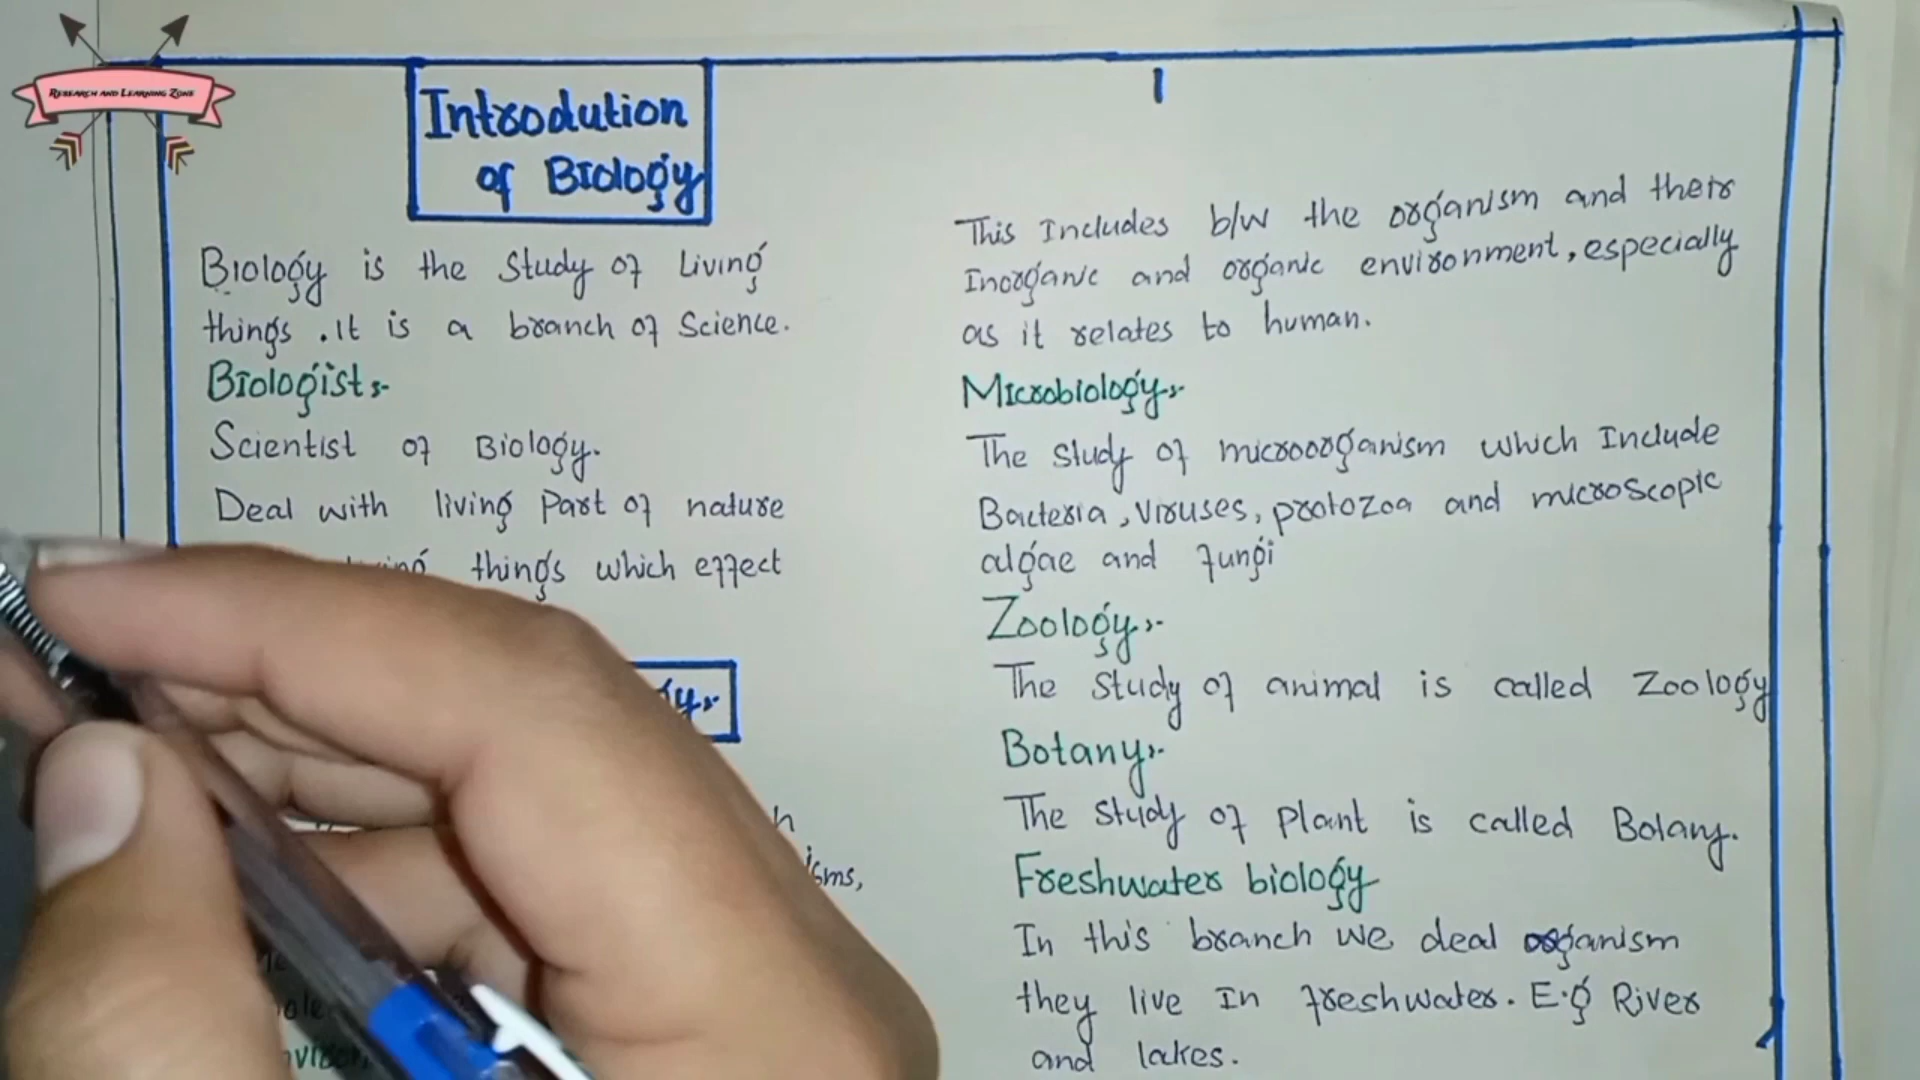 RESEARCH AND LEARNING ZONE
Introdution
of Biology
Biology is the Study of Living
things. It is a branch of Science.
Biologist:-
Scientist of Biology.
Deal with living Part of nature
things which effect
1
This Includes b/w the organism and their
Inorganic and organic environment, especially
as it relates to human.
Microbiology:-
The Study of microorganism which Include
Bacteria, Viruses, protozoa and microscopic
algae and fungi
Zoology:-
The Study of animal is called Zoology
Botany:-
The Study of Plant is called Botany.
Freshwater biology
In this branch we deal organism
they live In freshwater. E.g River
and lakes.